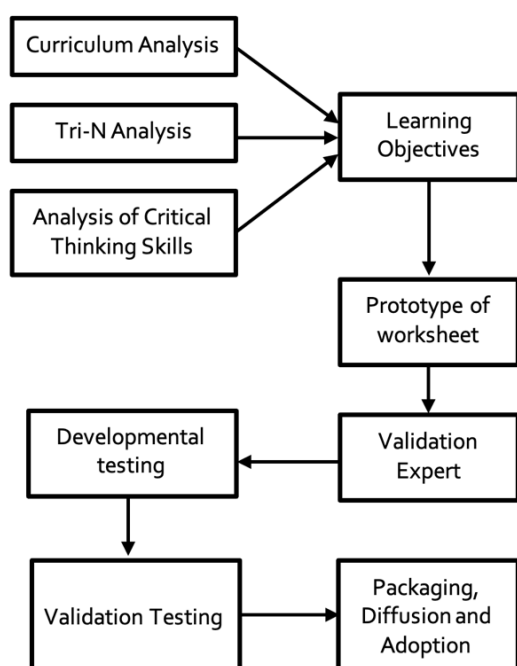 Curriculum Analysis
Tri-N Analysis
Analysis of Critical
Thinking Skills
Learning
Objectives
Prototype of
worksheet
Validation
Expert
Developmental
testing
Validation Testing
Packaging,
Diffusion and
Adoption